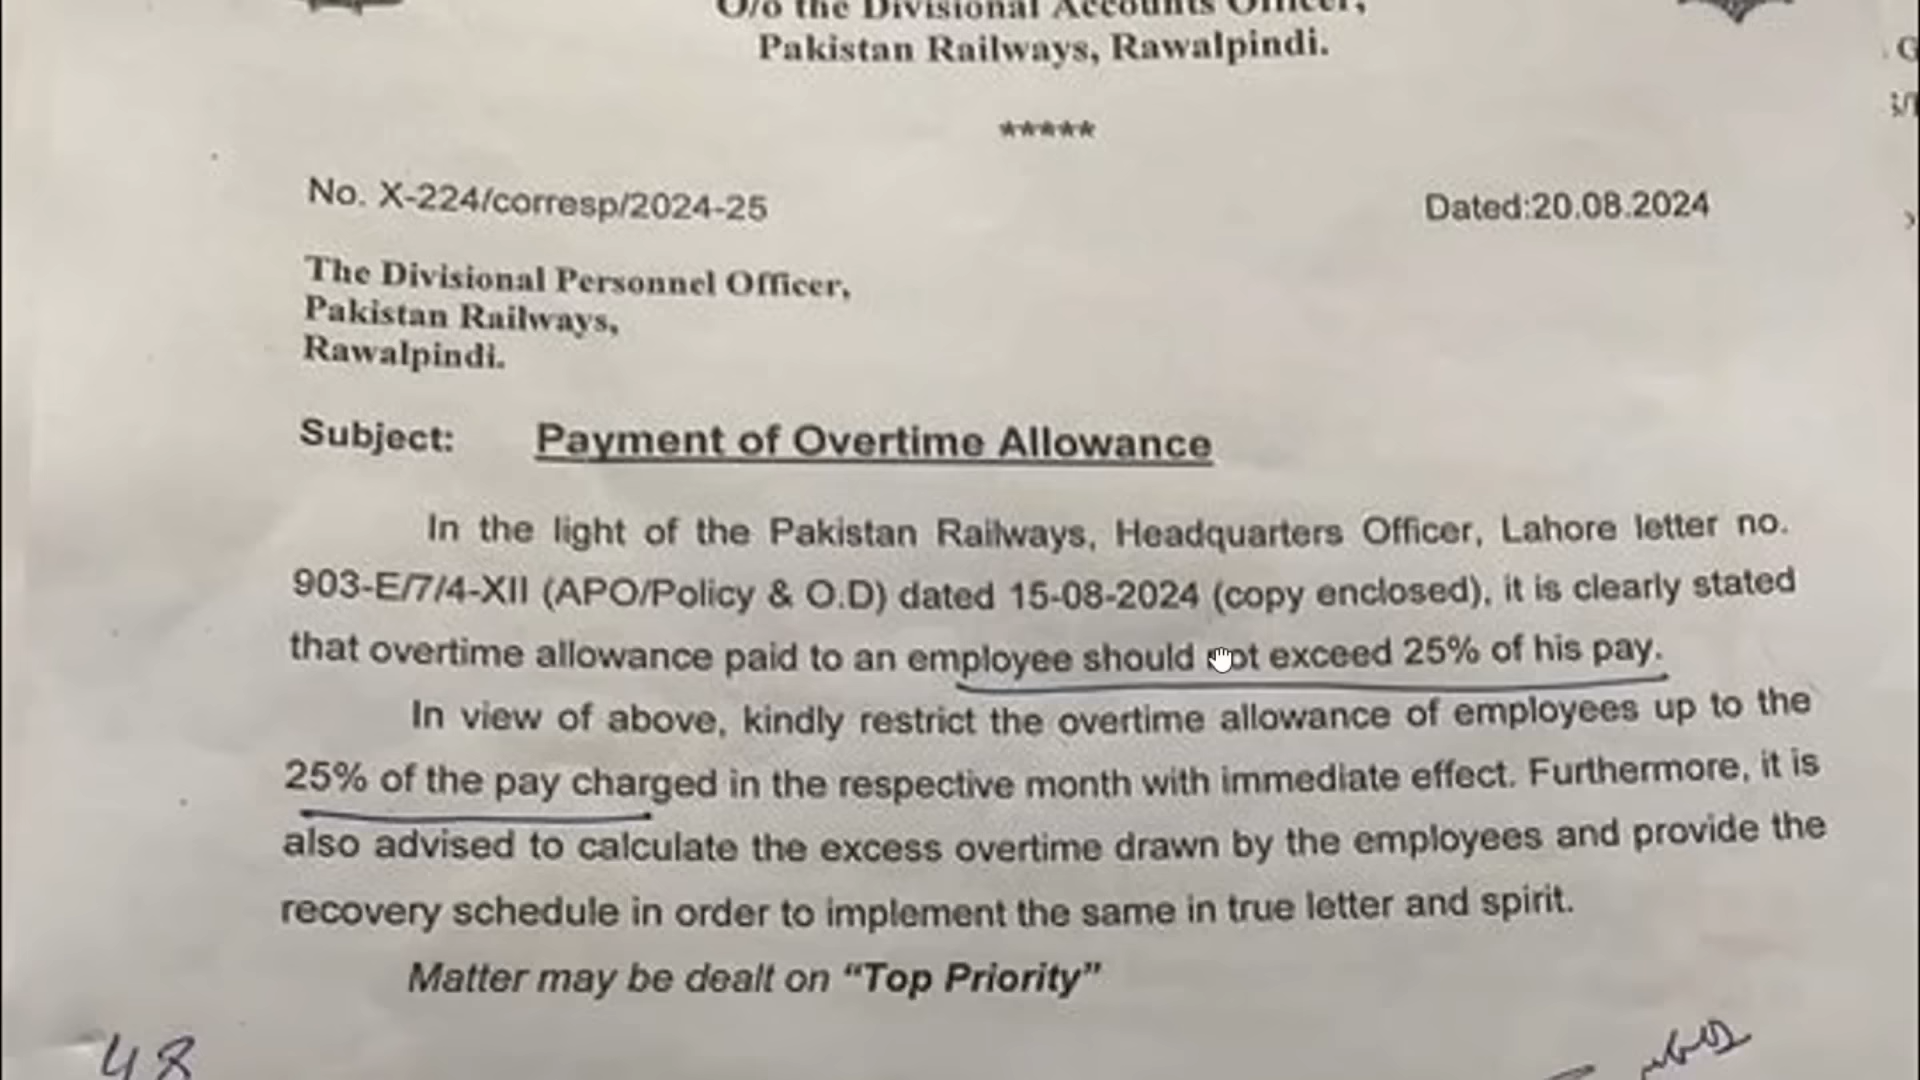 O/o the Divisional Accounts Officer,
Pakistan Railways, Rawalpindi.
*****
No. X-224/corresp/2024-25
Dated:20.08.2024
The Divisional Personnel Officer,
Pakistan Railways,
Rawalpindi.
Subject: Payment of Overtime Allowance
In the light of the Pakistan Railways, Headquarters Officer, Lahore letter no.
903-E/7/4-XII (APO/Policy & O.D) dated 15-08-2024 (copy enclosed), it is clearly stated
that overtime allowance paid to an employee should not exceed 25% of his pay.
In view of above, kindly restrict the overtime allowance of employees up to the
25% of the pay charged in the respective month with immediate effect. Furthermore, it is
also advised to calculate the excess overtime drawn by the employees and provide the
recovery schedule in order to implement the same in true letter and spirit.
Matter may be dealt on “Top Priority”
48